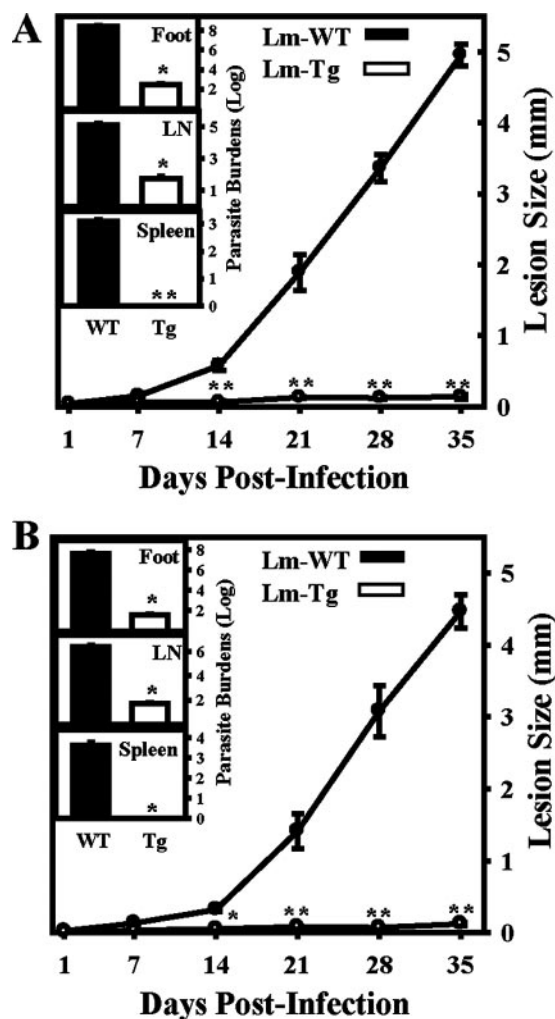 A
Foot
8
4
2
*
LN
5
3
1
*
Spleen
3
2
1
0
**
WT Tg
Parasite Burdens (Log)
Lm-WT
Lm-Tg
5
4
3
2
1
0
Lesion Size (mm)
** ** ** **
1 7 14 21 28 35
Days Post-Infection
B
Foot
8
6
4
2
*
LN
6
4
2
*
Spleen
4
3
2
1
0
*
WT Tg
Parasite Burdens (Log)
Lm-WT
Lm-Tg
5
4
3
2
1
0
Lesion Size (mm)
* ** ** **
1 7 14 21 28 35
Days Post-Infection